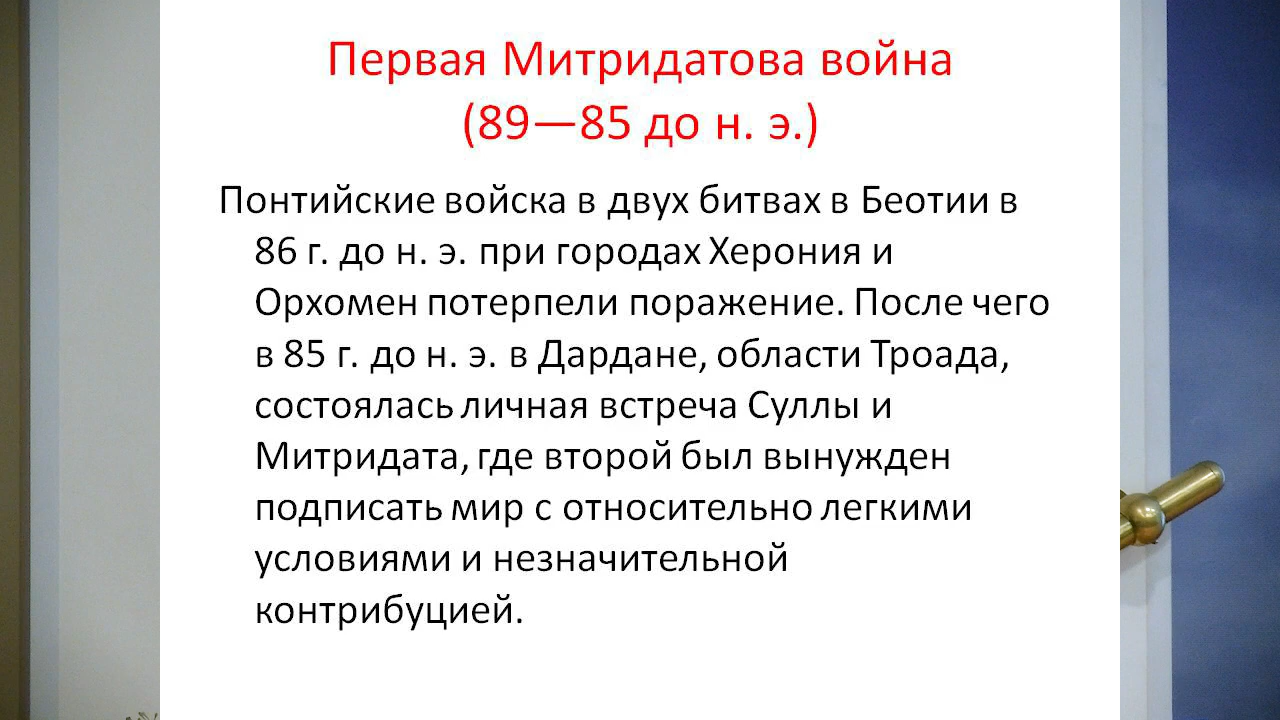 Первая Митридатова война
(89—85 до н. э.)
Понтийские войска в двух битвах в Беотии в
86 г. до н. э. при городах Херония и
Орхомен потерпели поражение. После чего
в 85 г. до н. э. в Дардане, области Троада,
состоялась личная встреча Суллы и
Митридата, где второй был вынужден
подписать мир с относительно легкими
условиями и незначительной
контрибуцией.